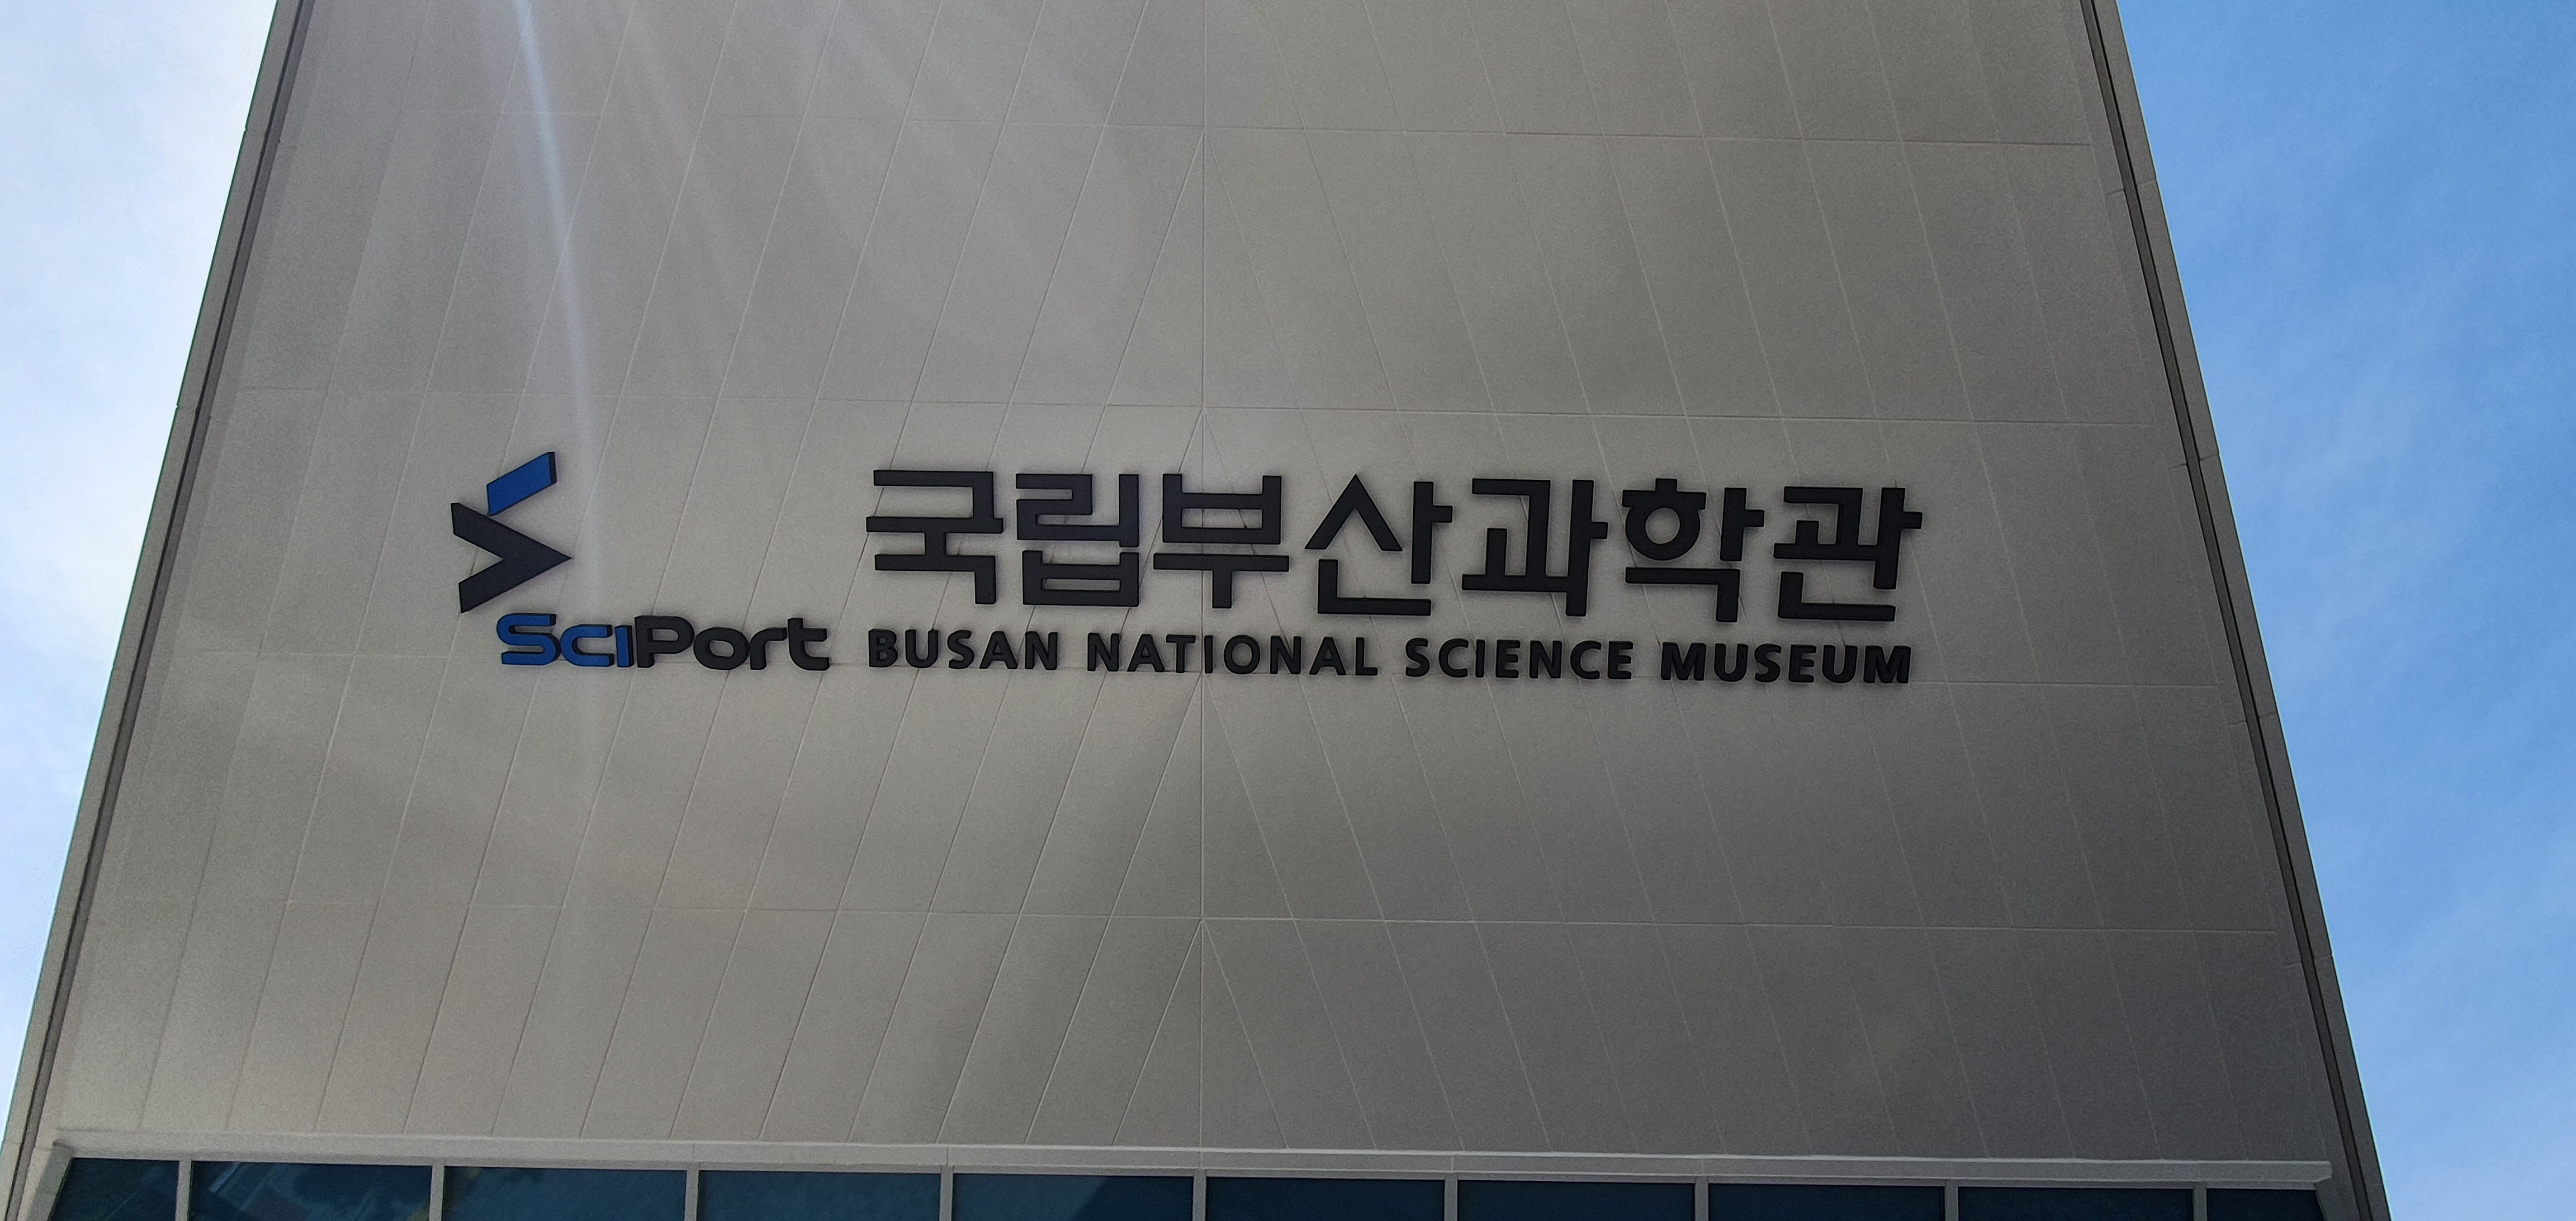 국립부산과학관
SciPort BUSAN NATIONAL SCIENCE MUSEUM